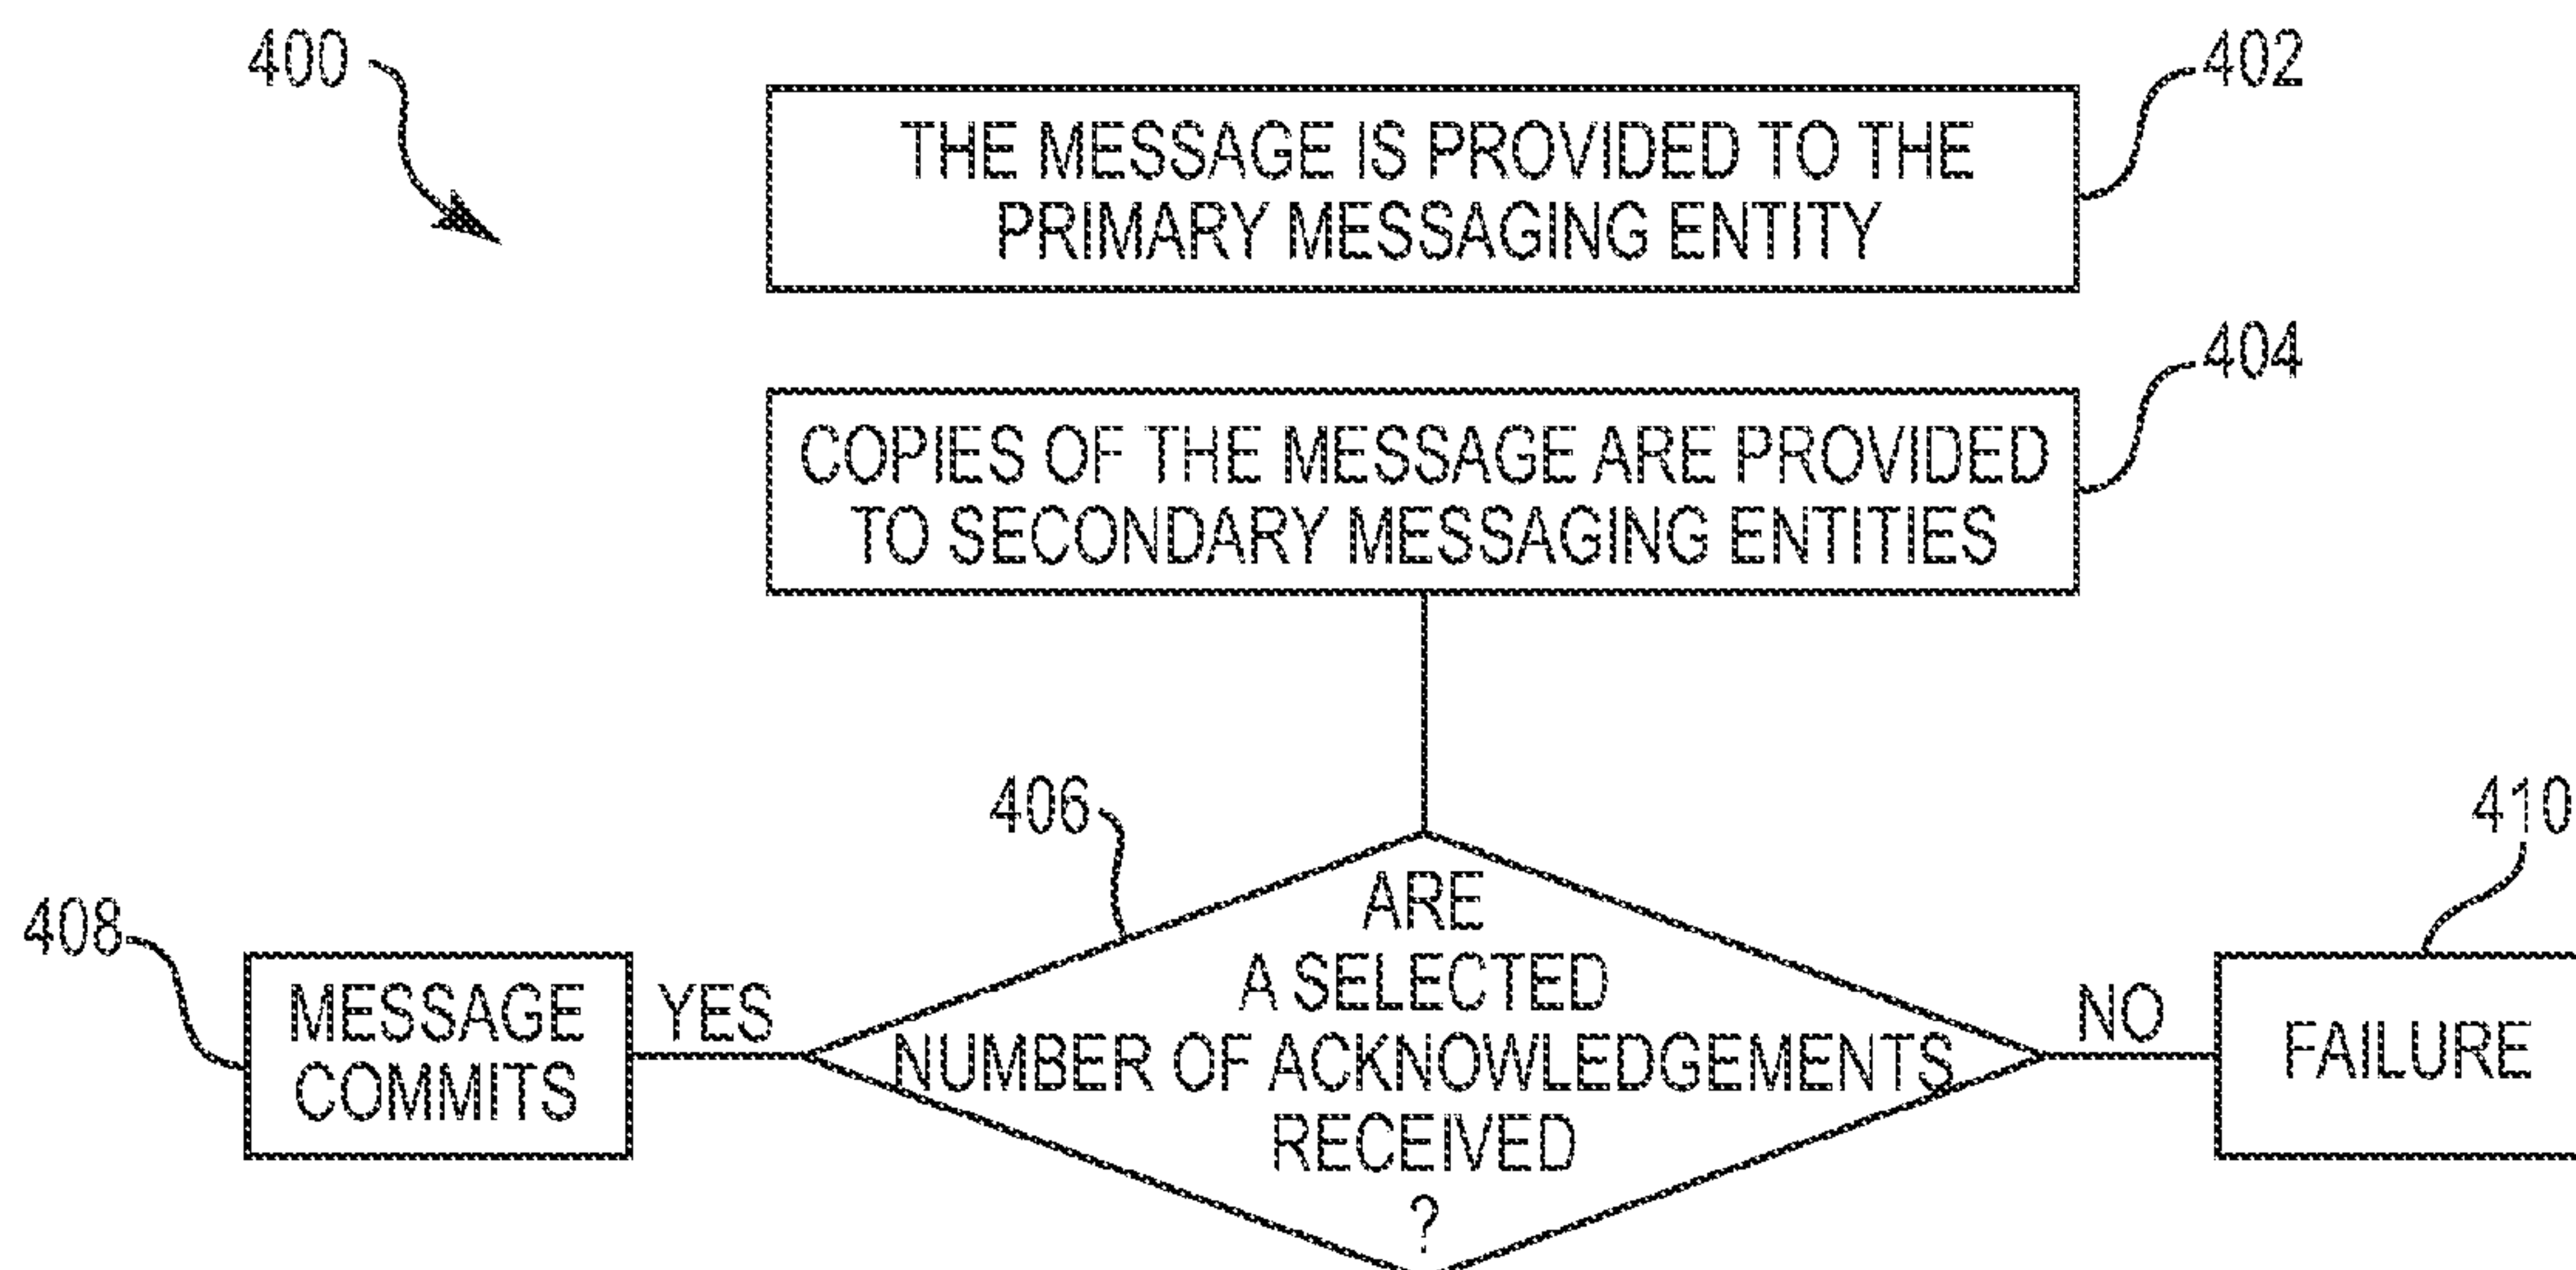 400
402
THE MESSAGE IS PROVIDED TO THE
PRIMARY MESSAGING ENTITY
404
COPIES OF THE MESSAGE ARE PROVIDED
TO SECONDARY MESSAGING ENTITIES
406
410
408
ARE
A SELECTED
NUMBER OF ACKNOWLEDGEMENTS
RECEIVED
?
MESSAGE
COMMITS
YES
NO
FAILURE